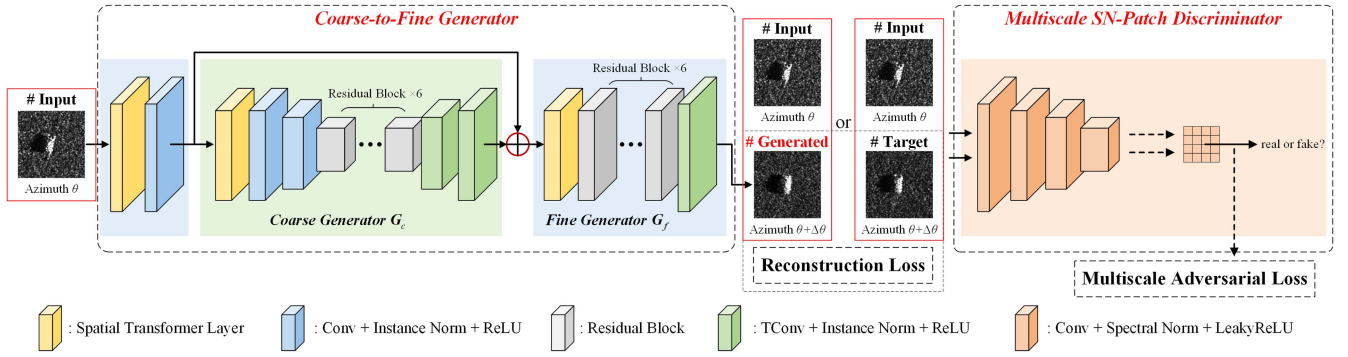 Coarse-to-Fine Generator
# Input
Azimuth θ
Residual Block ×6
Coarse Generator G_c
Residual Block ×6
Fine Generator G_f
# Input
Azimuth θ
# Generated
Azimuth θ+Δθ
or
# Input
Azimuth θ
# Target
Azimuth θ+Δθ
Reconstruction Loss
Multiscale SN-Patch Discriminator
real or fake?
Multiscale Adversarial Loss
: Spatial Transformer Layer
: Conv + Instance Norm + ReLU
: Residual Block
: TConv + Instance Norm + ReLU
: Conv + Spectral Norm + LeakyReLU